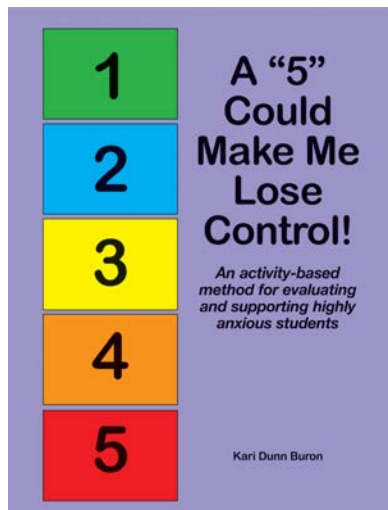 1
2
3
4
5
A “5”
Could
Make Me
Lose
Control!
An activity-based
method for evaluating
and supporting highly
anxious students
Kari Dunn Buron